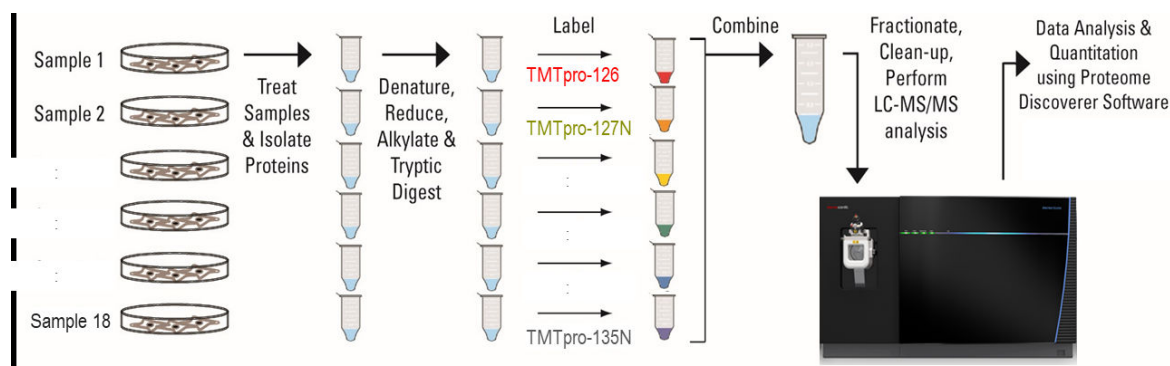 Sample 1
Sample 2
:
:
:
Sample 18
Treat
Samples
& Isolate
Proteins
Denature,
Reduce,
Alkylate &
Tryptic
Digest
Label
TMTpro-126
TMTpro-127N
:
:
:
TMTpro-135N
Combine
Fractionate,
Clean-up,
Perform
LC-MS/MS
analysis
Data Analysis &
Quantitation
using Proteome
Discoverer Software